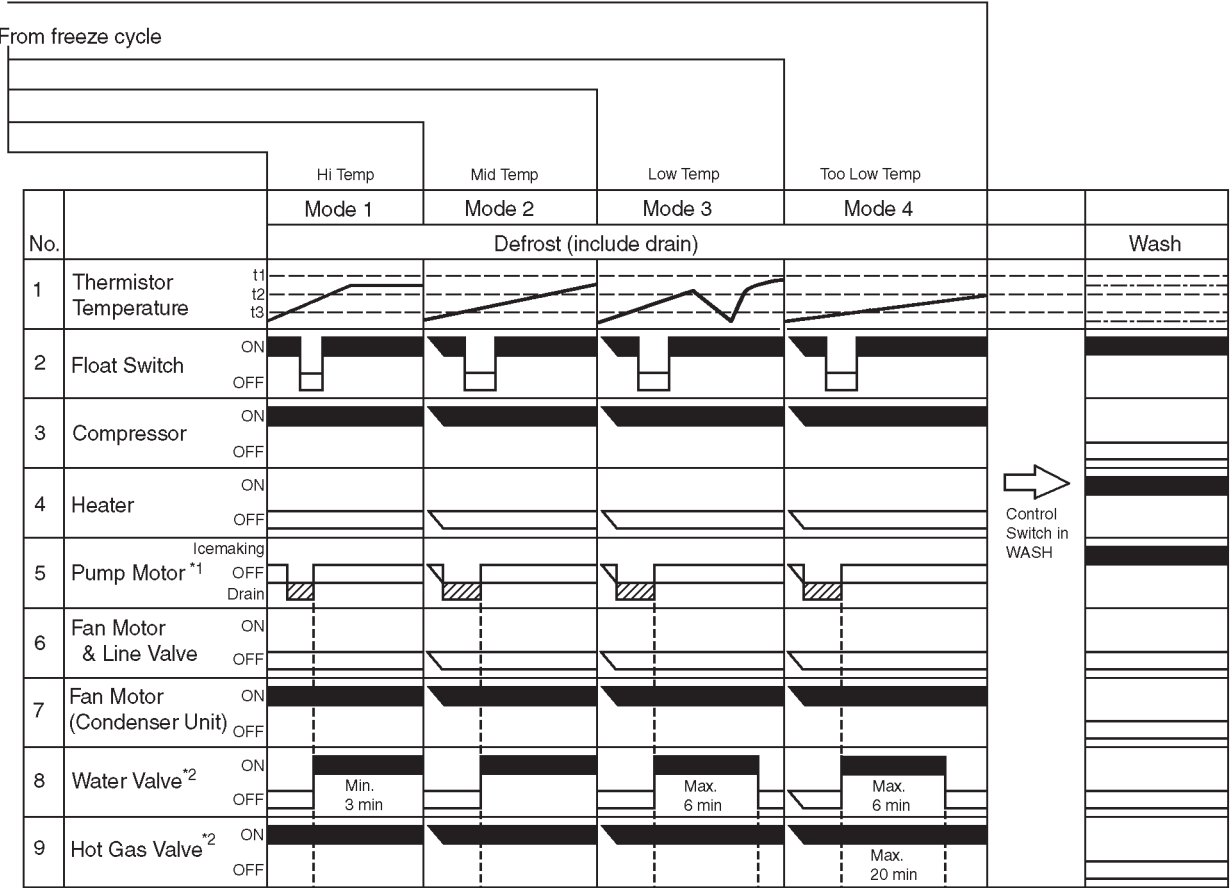 From freeze cycle
Hi Temp Mid Temp Low Temp Too Low Temp
Mode 1 Mode 2 Mode 3 Mode 4
No. Defrost (include drain) Wash
1 Thermistor Temperature t1 t2 t3
2 Float Switch ON OFF
3 Compressor ON OFF
4 Heater ON OFF
Control
Switch in
WASH
5 Pump Motor *1 Icemaking OFF Drain
6 Fan Motor & Line Valve ON OFF
7 Fan Motor (Condenser Unit) ON OFF
8 Water Valve*2 ON OFF
Min.
3 min
Max.
6 min
Max.
6 min
9 Hot Gas Valve*2 ON OFF
Max.
20 min